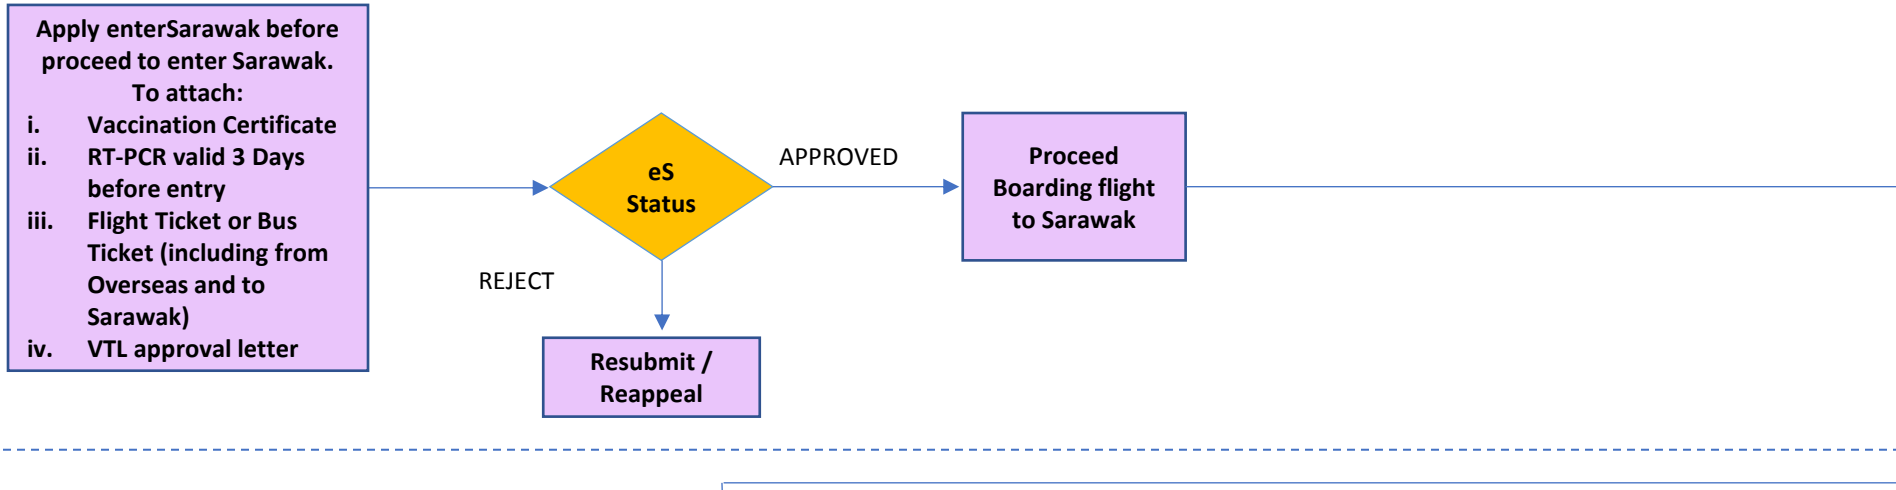 Apply enterSarawak before
proceed to enter Sarawak.
To attach:
i. Vaccination Certificate
ii. RT-PCR valid 3 Days
before entry
iii. Flight Ticket or Bus
Ticket (including from
Overseas and to
Sarawak)
iv. VTL approval letter
eS
Status
APPROVED
REJECT
Proceed
Boarding flight
to Sarawak
Resubmit /
Reappeal